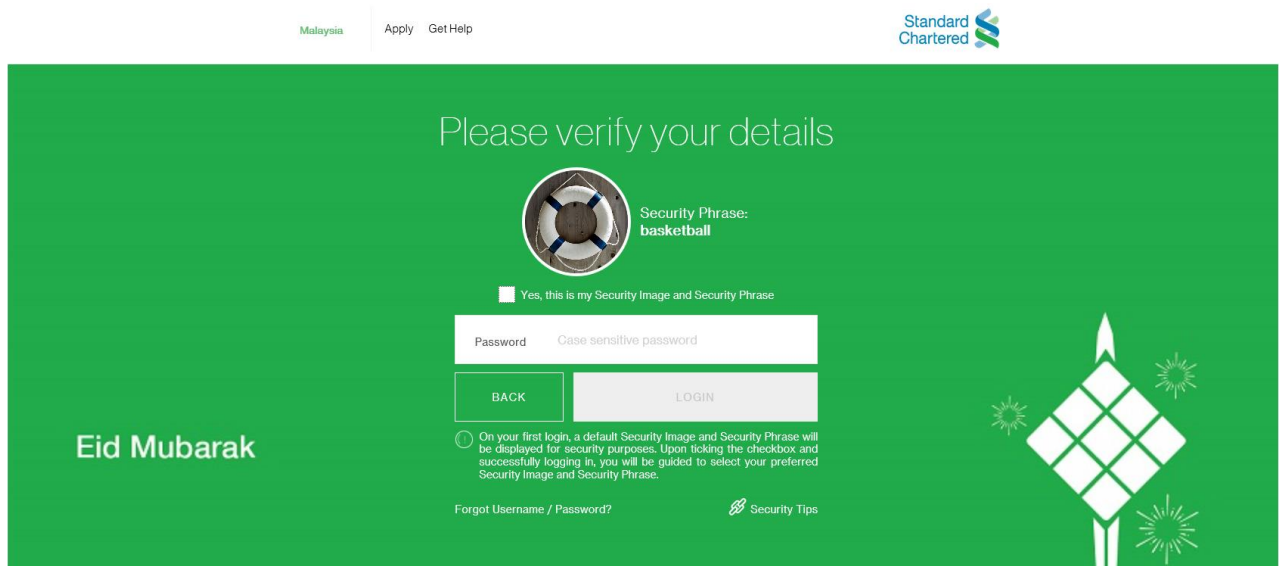 Malaysia Apply Get Help
Standard
Chartered
Please verify your details
Security Phrase:
basketball
Yes, this is my Security Image and Security Phrase
Password Case sensitive password
BACK LOGIN
Eid Mubarak
On your first login, a default Security Image and Security Phrase will
be displayed for security purposes. Upon ticking the checkbox and
successfully logging in, you will be guided to select your preferred
Security Image and Security Phrase.
Forgot Username / Password? Security Tips